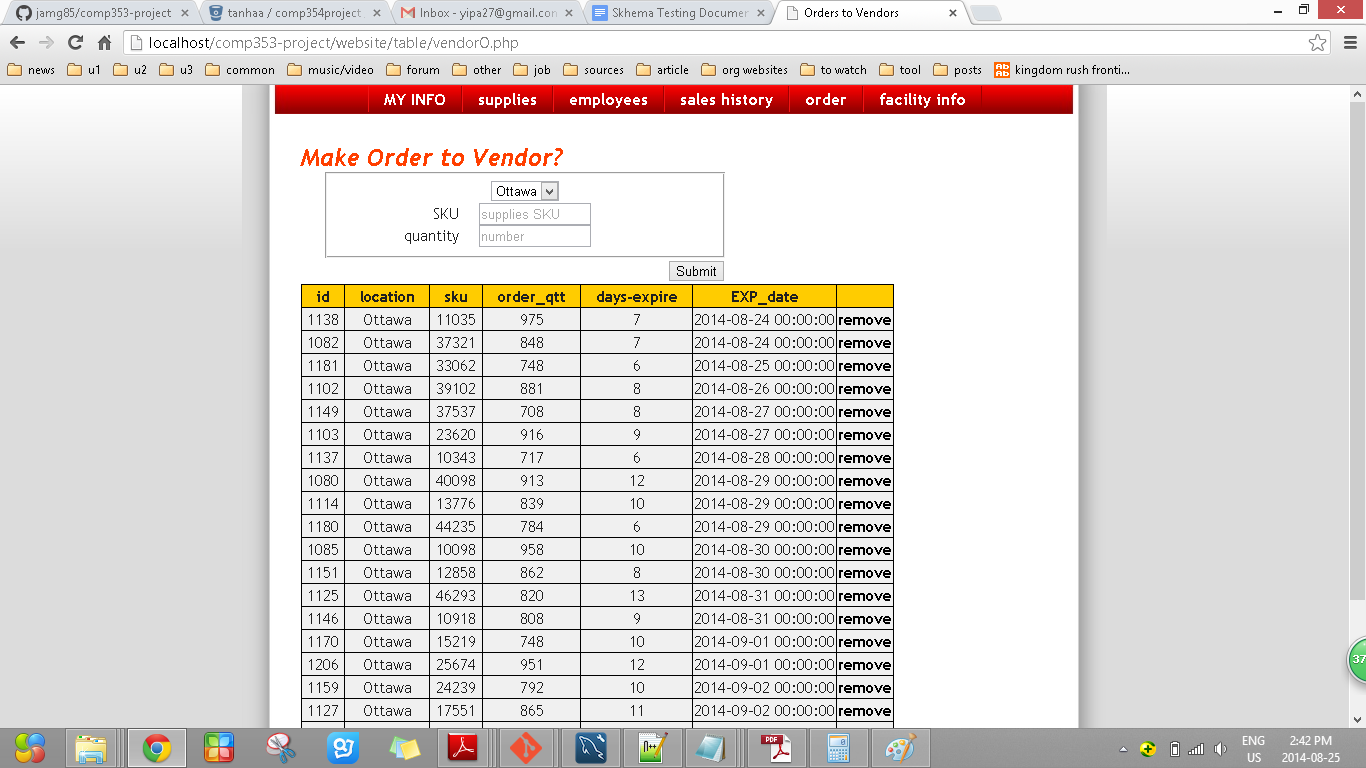 jamg85/comp353-project
tanhaa / comp354project
Inbox - yipa27@gmail.con
Skhema Testing Documer
Orders to Vendors
localhost/comp353-project/website/table/vendorO.php
news u1 u2 u3 common music/video forum other job sources article org websites to watch tool posts kingdom rush fronti...
MY INFO supplies employees sales history order facility info
Make Order to Vendor?
Ottawa
SKU supplies SKU
quantity number
Submit
id location sku order_qtt days-expire EXP_date
1138 Ottawa 11035 975 7 2014-08-24 00:00:00 remove
1082 Ottawa 37321 848 7 2014-08-24 00:00:00 remove
1181 Ottawa 33062 748 6 2014-08-25 00:00:00 remove
1102 Ottawa 39102 881 8 2014-08-26 00:00:00 remove
1149 Ottawa 37537 708 8 2014-08-27 00:00:00 remove
1103 Ottawa 23620 916 9 2014-08-27 00:00:00 remove
1137 Ottawa 10343 717 6 2014-08-28 00:00:00 remove
1080 Ottawa 40098 913 12 2014-08-29 00:00:00 remove
1114 Ottawa 13776 839 10 2014-08-29 00:00:00 remove
1180 Ottawa 44235 784 6 2014-08-29 00:00:00 remove
1085 Ottawa 10098 958 10 2014-08-30 00:00:00 remove
1151 Ottawa 12858 862 8 2014-08-30 00:00:00 remove
1125 Ottawa 46293 820 13 2014-08-31 00:00:00 remove
1146 Ottawa 10918 808 9 2014-08-31 00:00:00 remove
1170 Ottawa 15219 748 10 2014-09-01 00:00:00 remove
1206 Ottawa 25674 951 12 2014-09-01 00:00:00 remove
1159 Ottawa 24239 792 10 2014-09-02 00:00:00 remove
1127 Ottawa 17551 865 11 2014-09-02 00:00:00 remove
37
ENG 2:42 PM
US 2014-08-25